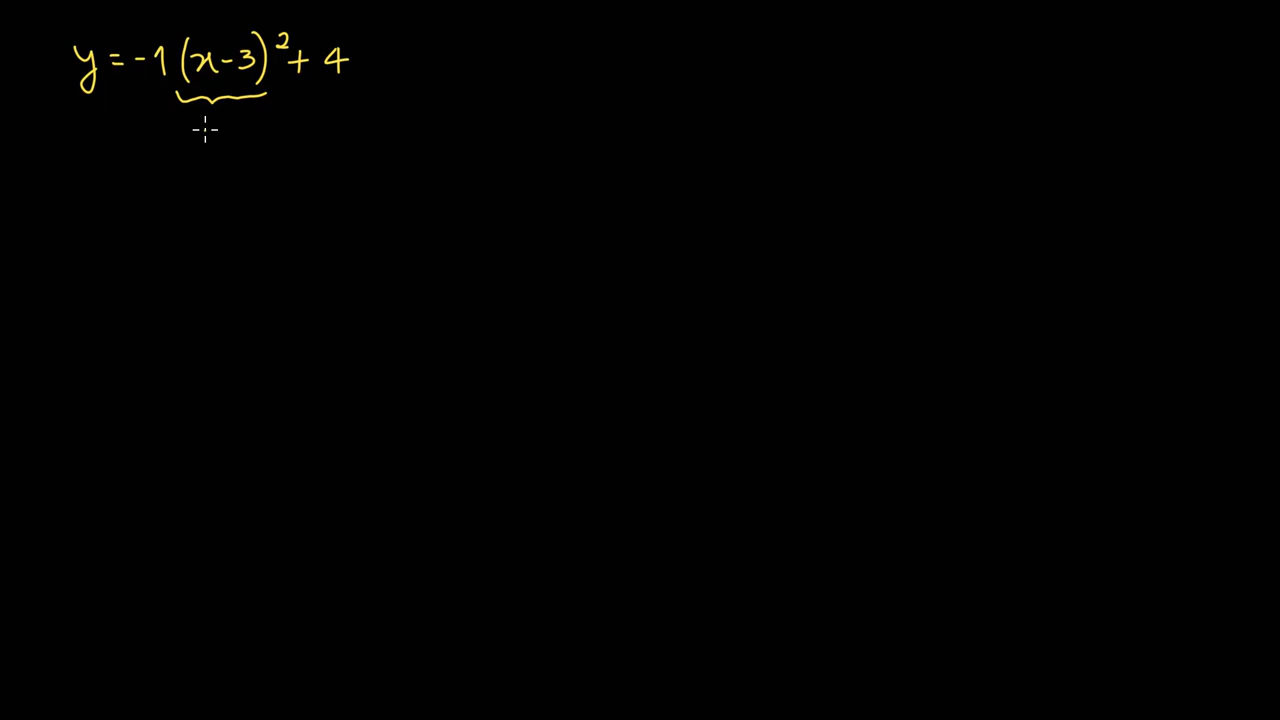 y = -1(x-3)² + 4